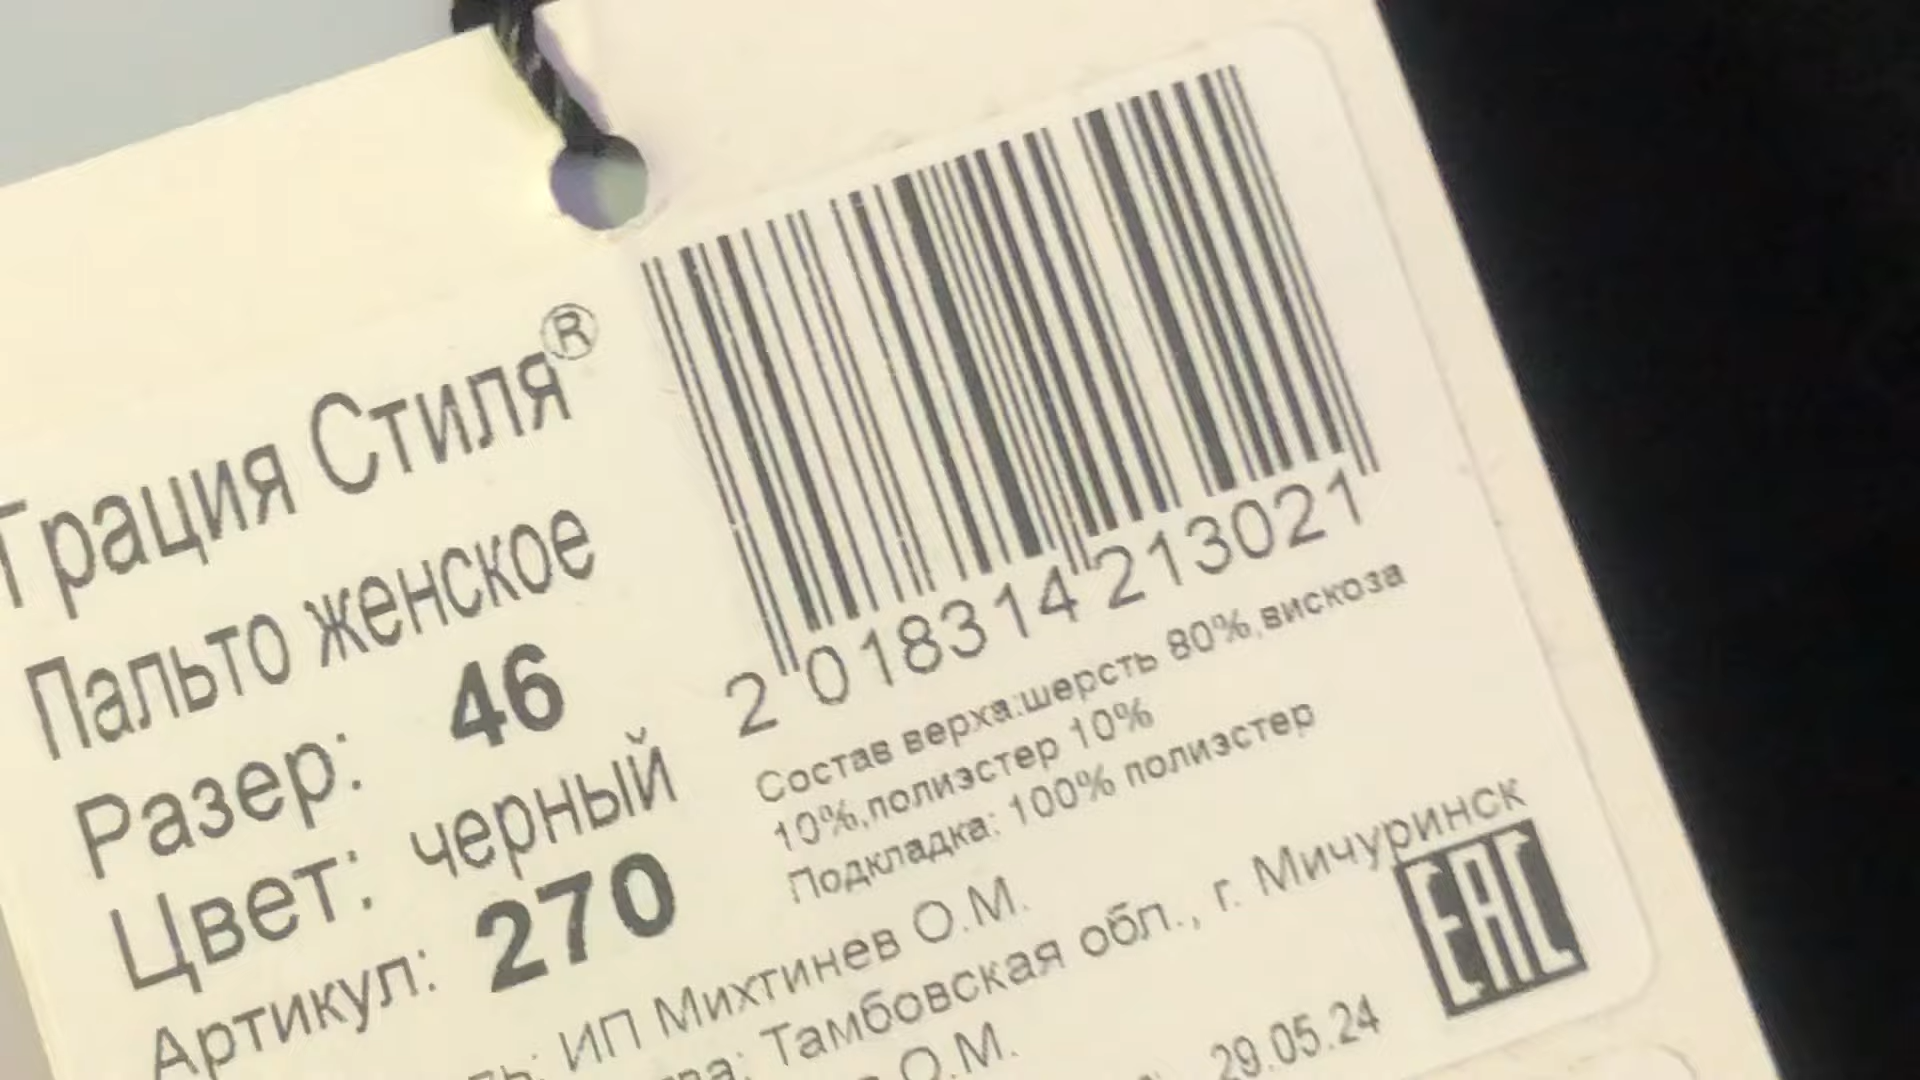 Грация Стиля®
Пальто женское
Разер: 46
Цвет: черный
Артикул: 270
2 018314 213021
Состав верха:шерсть 80%,вискоза
10%,полиэстер 10%
Подкладка: 100% полиэстер
ИП Михтинев О.М.
Тамбовская обл., г. Мичуринск
О.М.
29.05.24
EAC